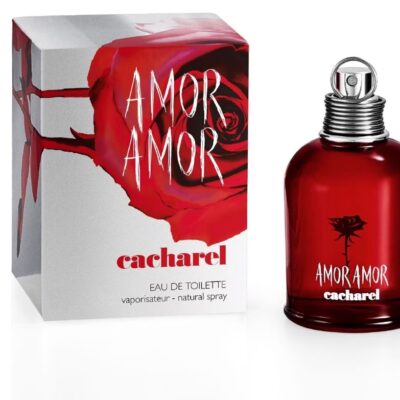 AMOR
AMOR
cacharel
EAU DE TOILETTE
vaporisateur - natural spray
AMOR AMOR
cacharel